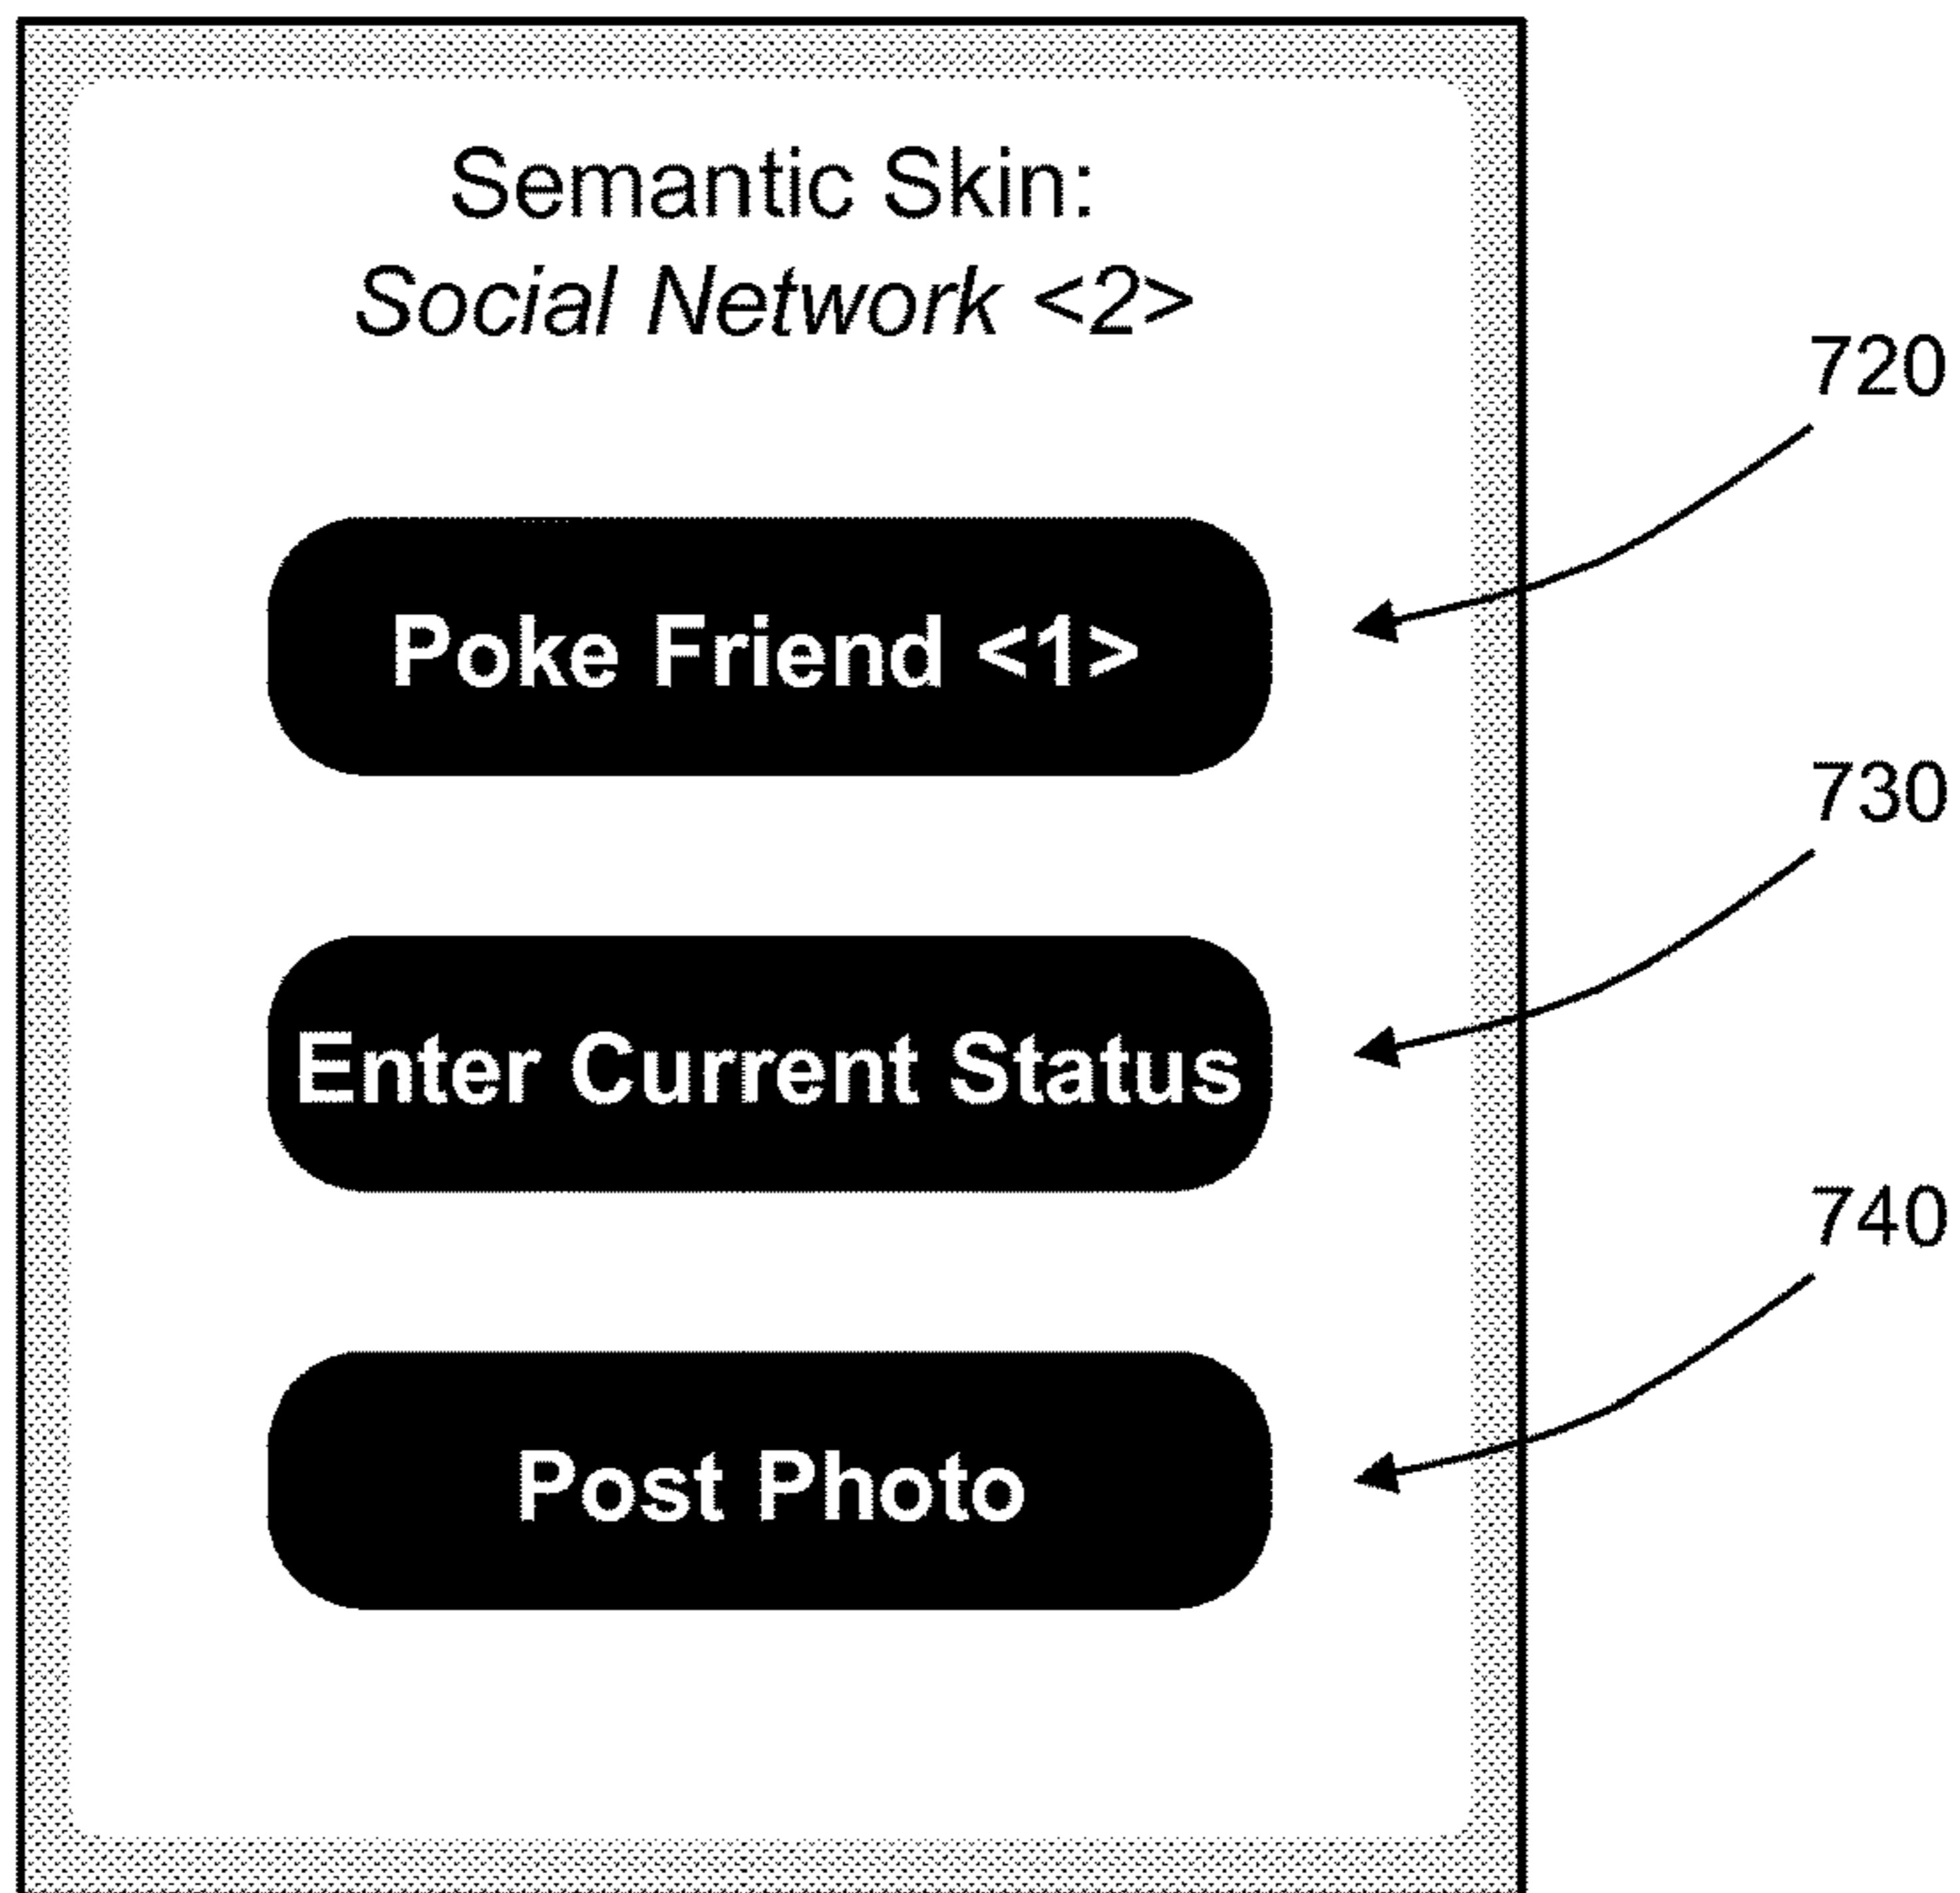 Semantic Skin:
Social Network <2>
720
Poke Friend <1>
730
Enter Current Status
740
Post Photo